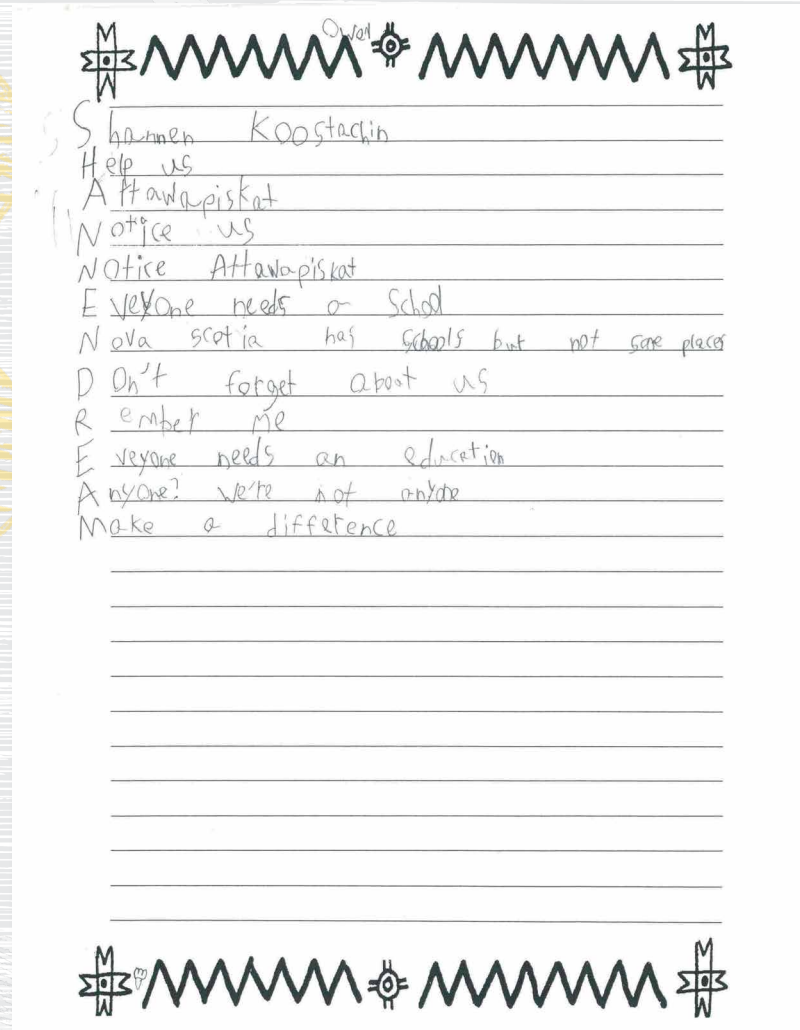 Owen
Shannen Koostachin
Help us
Attawapiskat
Notice us
Notice Attawapiskat
Eveyone needs a School
Nova scotia has schools but not some places
DOn't forget about us
Rember me
Eveyone needs an education
Anyone? We're not anyone
Make a difference